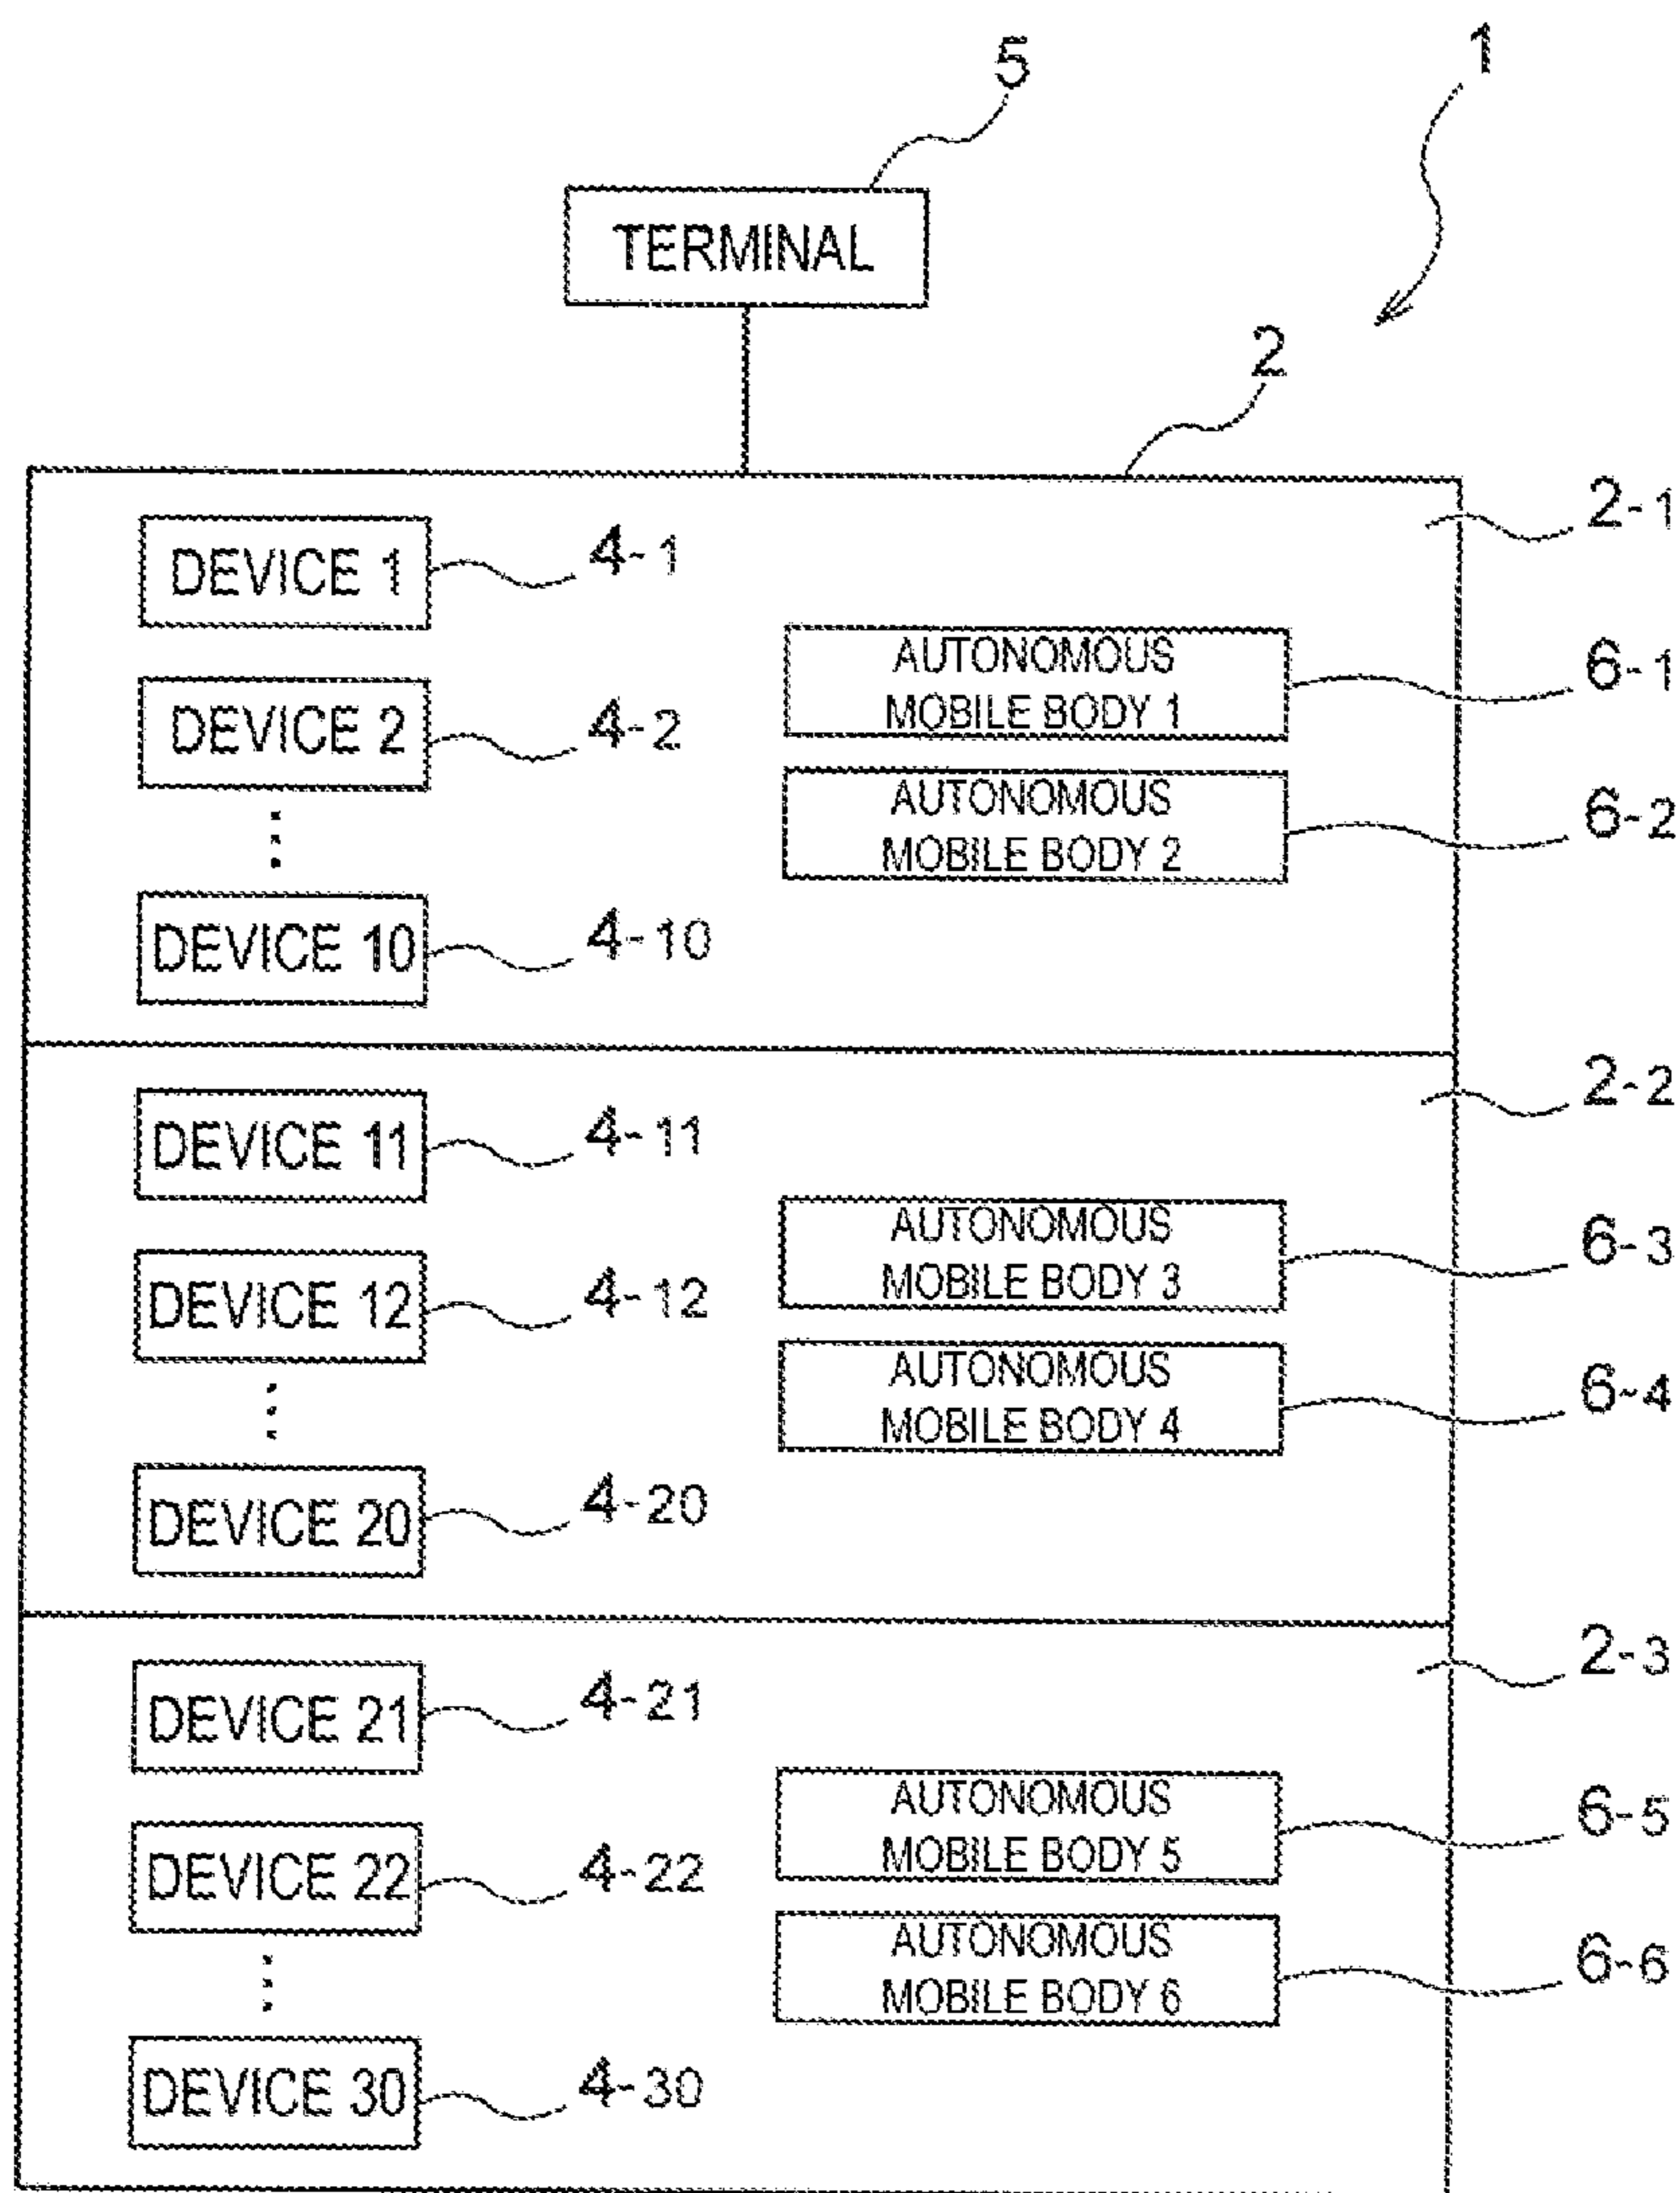 5
1
TERMINAL
2
2-1
DEVICE 1
4-1
AUTONOMOUS
MOBILE BODY 1
6-1
DEVICE 2
4-2
AUTONOMOUS
MOBILE BODY 2
6-2
DEVICE 10
4-10
2-2
DEVICE 11
4-11
AUTONOMOUS
MOBILE BODY 3
6-3
DEVICE 12
4-12
AUTONOMOUS
MOBILE BODY 4
6-4
DEVICE 20
4-20
2-3
DEVICE 21
4-21
AUTONOMOUS
MOBILE BODY 5
6-5
DEVICE 22
4-22
AUTONOMOUS
MOBILE BODY 6
6-6
DEVICE 30
4-30